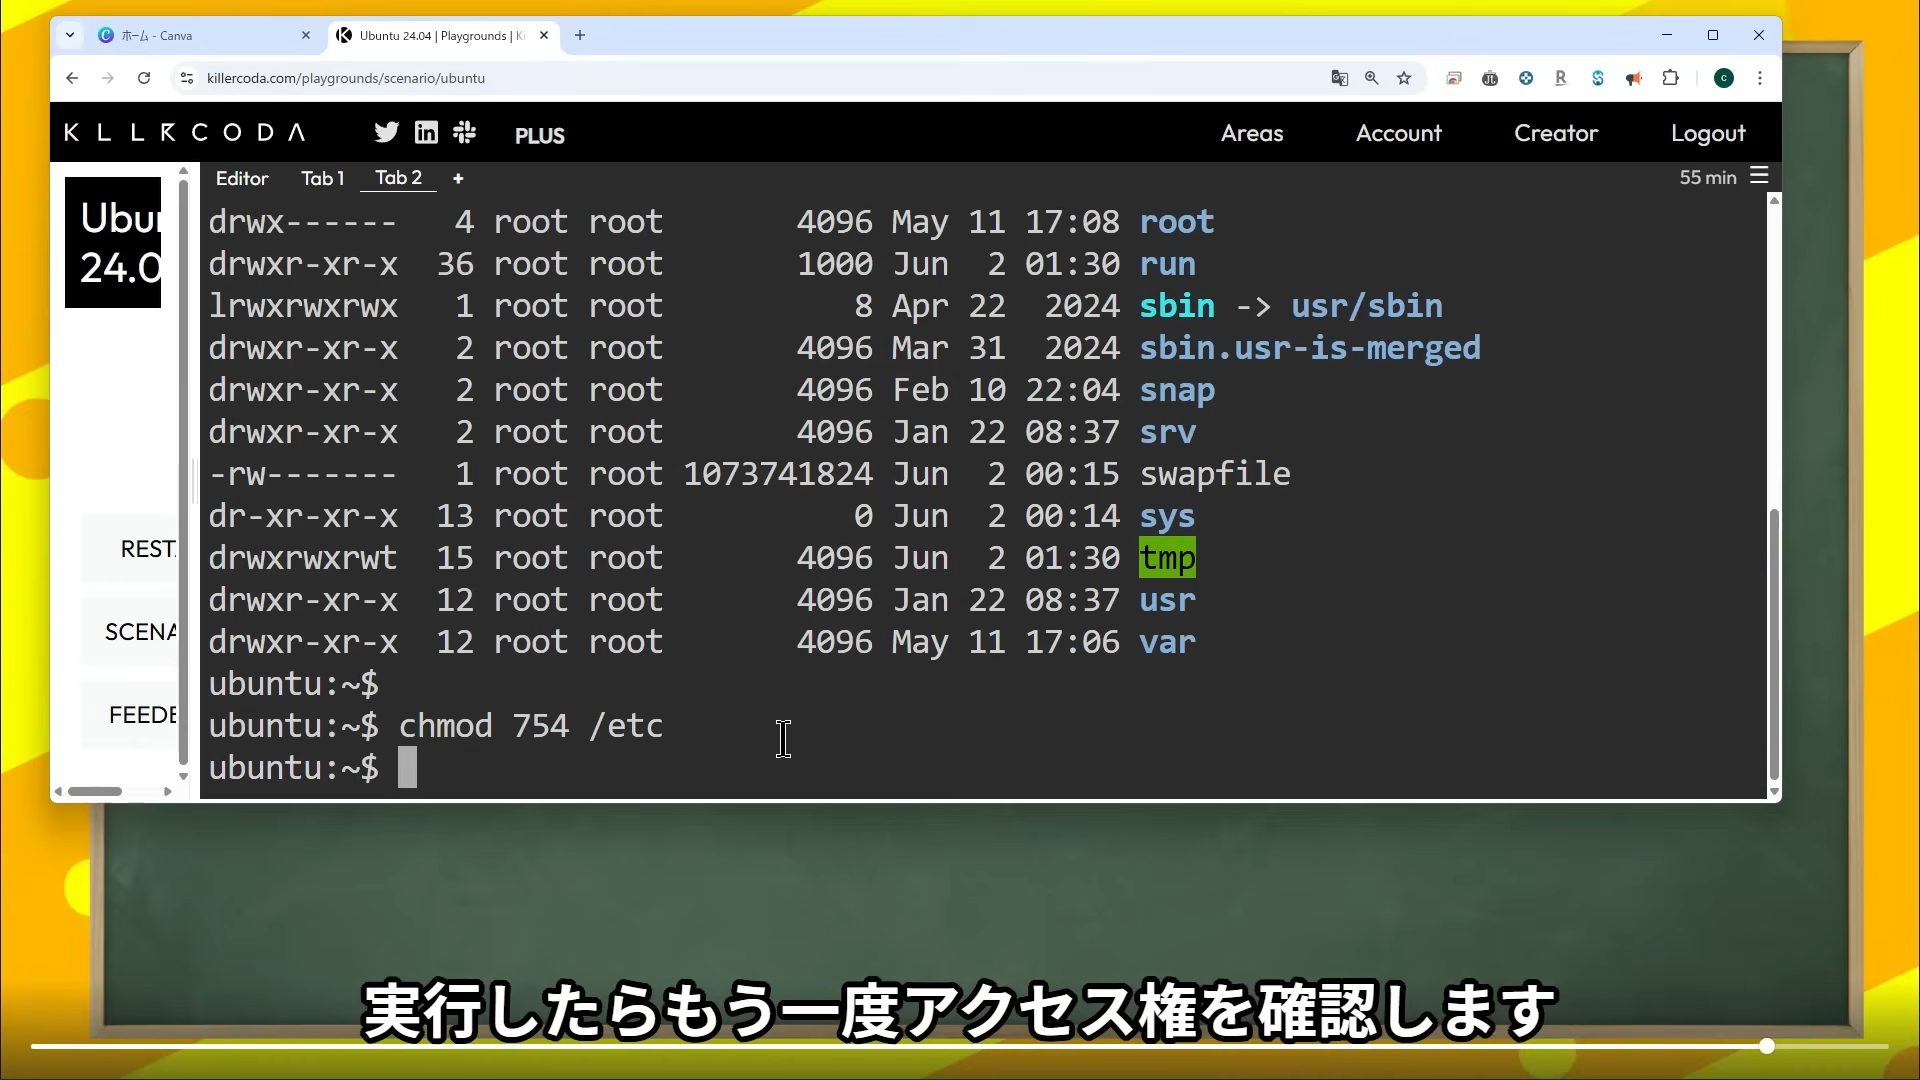 ホーム - Canva
Ubuntu 24.04 | Playgrounds | Ki
killercoda.com/playgrounds/scenario/ubuntu
KLLRCODA PLUS Areas Account Creator Logout
Editor Tab 1 Tab 2 + 55 min
Ubun
24.0
REST
SCENA
FEEDB
drwx------ 4 root root 4096 May 11 17:08 root
drwxr-xr-x 36 root root 1000 Jun 2 01:30 run
lrwxrwxrwx 1 root root 8 Apr 22 2024 sbin -> usr/sbin
drwxr-xr-x 2 root root 4096 Mar 31 2024 sbin.usr-is-merged
drwxr-xr-x 2 root root 4096 Feb 10 22:04 snap
drwxr-xr-x 2 root root 4096 Jan 22 08:37 srv
-rw------- 1 root root 1073741824 Jun 2 00:15 swapfile
dr-xr-xr-x 13 root root 0 Jun 2 00:14 sys
drwxrwxrwt 15 root root 4096 Jun 2 01:30 tmp
drwxr-xr-x 12 root root 4096 Jan 22 08:37 usr
drwxr-xr-x 12 root root 4096 May 11 17:06 var
ubuntu:~$
ubuntu:~$ chmod 754 /etc
ubuntu:~$
実行したらもう一度アクセス権を確認します